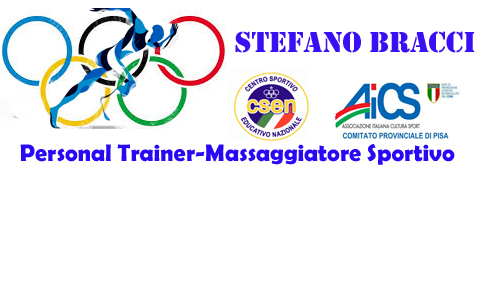 STEFANO BRACCI
CENTRO SPORTIVO
csen
EDUCATIVO NAZIONALE
AiCS
ASSOCIAZIONE ITALIANA CULTURA SPORT
COMITATO PROVINCIALE DI PISA
Personal Trainer-Massaggiatore Sportivo